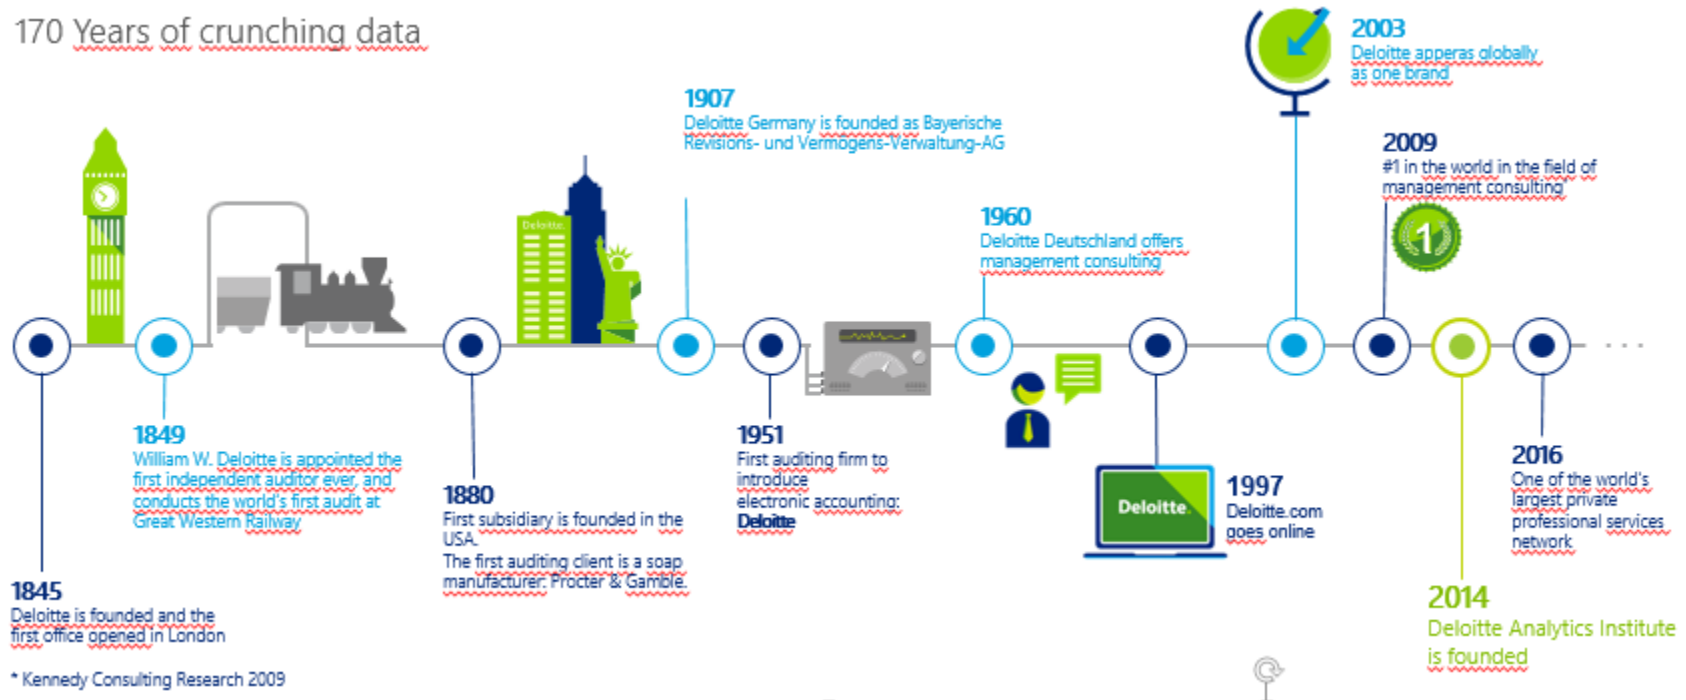 170 Years of crunching data
2003
Deloitte apperas globally
as one brand
1907
Deloitte Germany is founded as Bayerische
Revisions- und Vermögens-Verwaltung-AG
2009
#1 in the world in the field of
management consulting*
1
Deloitte.
1960
Deloitte Deutschland offers
management consulting
1849
William W. Deloitte is appointed the
first independent auditor ever, and
conducts the world's first audit at
Great Western Railway
1880
First subsidiary is founded in the
USA.
The first auditing client is a soap
manufacturer: Procter & Gamble.
1951
First auditing firm to
introduce
electronic accounting:
Deloitte
Deloitte.
1997
Deloitte.com
goes online
2016
One of the world's
largest private
professional services
network
1845
Deloitte is founded and the
first office opened in London
2014
Deloitte Analytics Institute
is founded
* Kennedy Consulting Research 2009